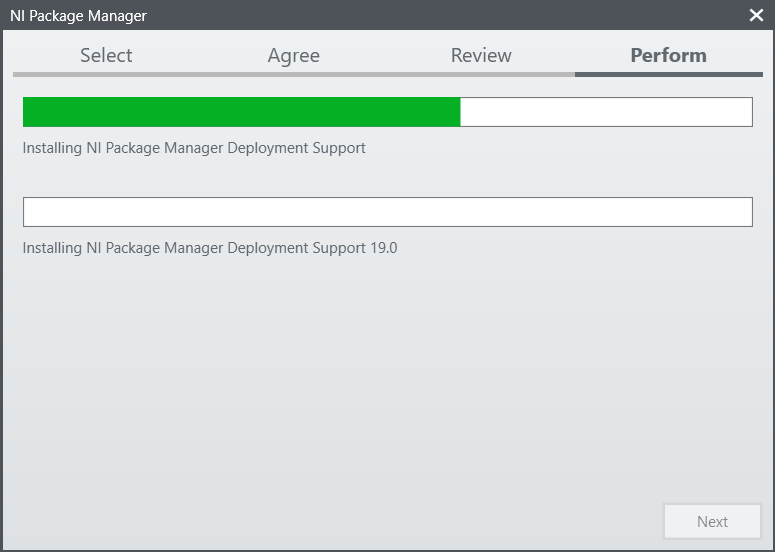 NI Package Manager
Select Agree Review Perform
Installing NI Package Manager Deployment Support
Installing NI Package Manager Deployment Support 19.0
Next